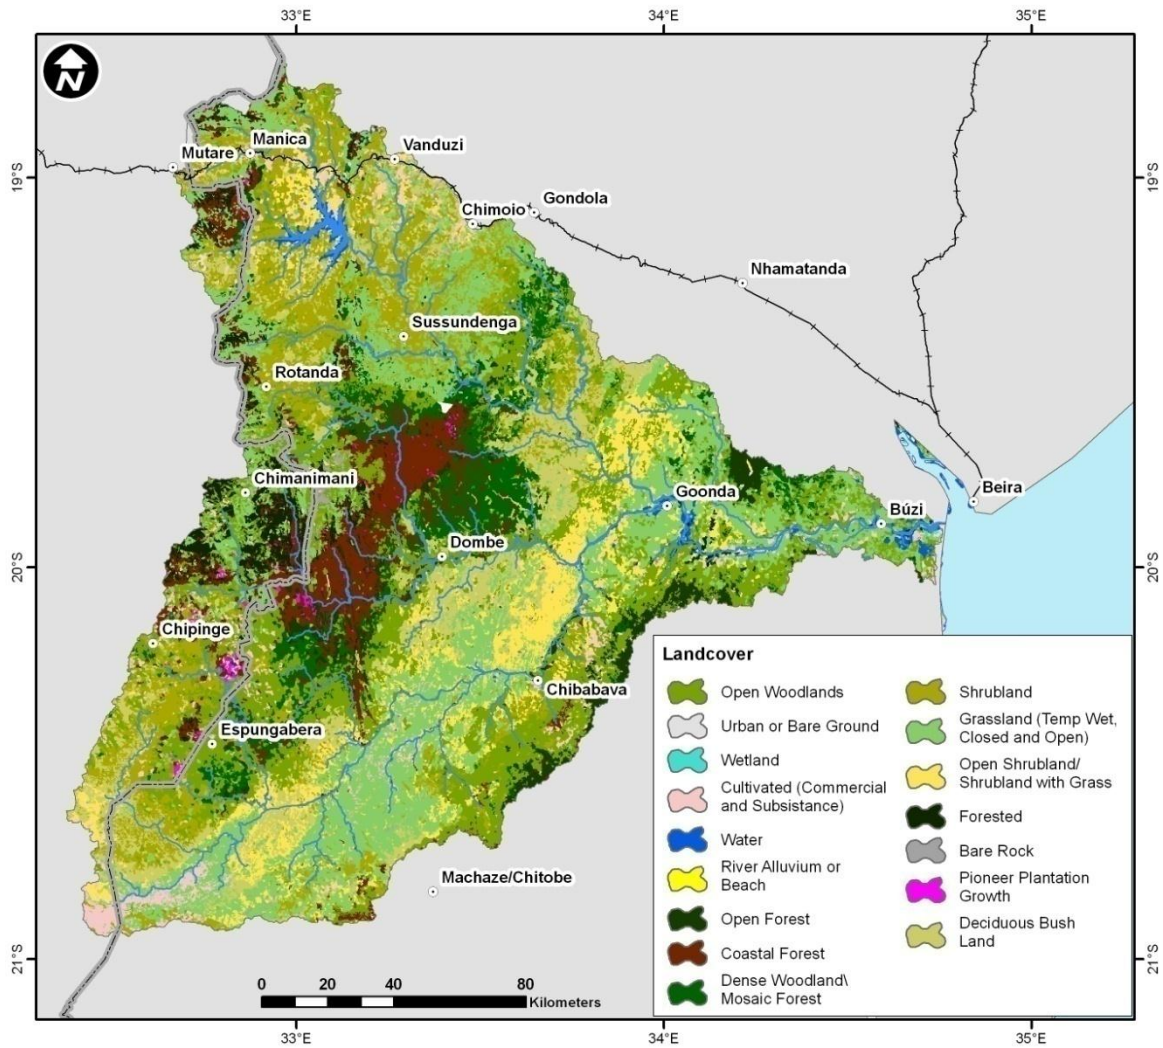 33°E
34°E
35°E
N
Mutare
Manica
Vanduzi
19°S
19°S
Chimoio
Gondola
Nhamatanda
Sussundenga
Rotanda
Chimanimani
Goonda
Búzi
Beira
Dombe
20°S
20°S
Chipinge
Chibabava
Espungabera
Machaze/Chitobe
21°S
21°S
0
20
40
80
Kilometers
Landcover
Open Woodlands
Urban or Bare Ground
Wetland
Cultivated (Commercial
and Subsistance)
Water
River Alluvium or
Beach
Open Forest
Coastal Forest
Dense Woodland\
Mosaic Forest
Shrubland
Grassland (Temp Wet,
Closed and Open)
Open Shrubland/
Shrubland with Grass
Forested
Bare Rock
Pioneer Plantation
Growth
Deciduous Bush
Land
33°E
34°E
35°E